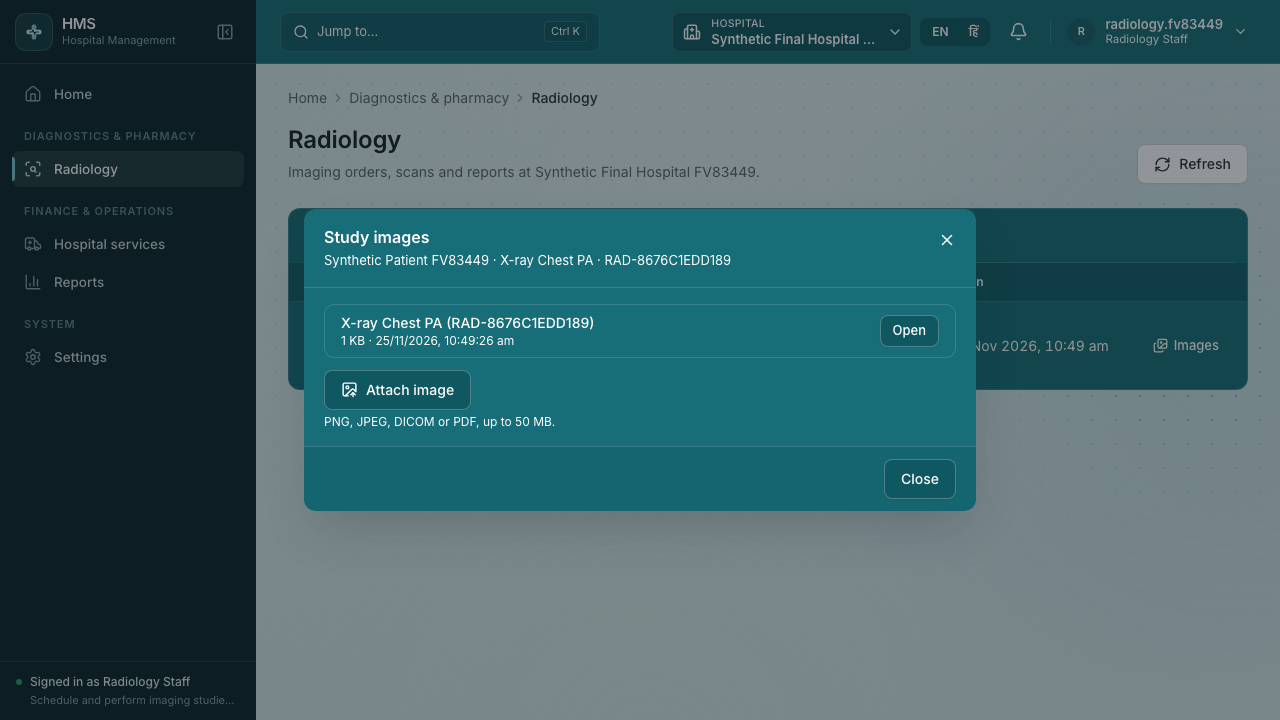 HMS
Hospital Management
Jump to...
Ctrl K
HOSPITAL
Synthetic Final Hospital ...
EN
हिं
R
radiology.fv83449
Radiology Staff
Home
DIAGNOSTICS & PHARMACY
Radiology
FINANCE & OPERATIONS
Hospital services
Reports
SYSTEM
Settings
Signed in as Radiology Staff
Schedule and perform imaging studie...
Home
Diagnostics & pharmacy
Radiology
Radiology
Imaging orders, scans and reports at Synthetic Final Hospital FV83449.
Refresh
Nov 2026, 10:49 am
Images
Study images
Synthetic Patient FV83449 · X-ray Chest PA · RAD-8676C1EDD189
X-ray Chest PA (RAD-8676C1EDD189)
1 KB · 25/11/2026, 10:49:26 am
Open
Attach image
PNG, JPEG, DICOM or PDF, up to 50 MB.
Close